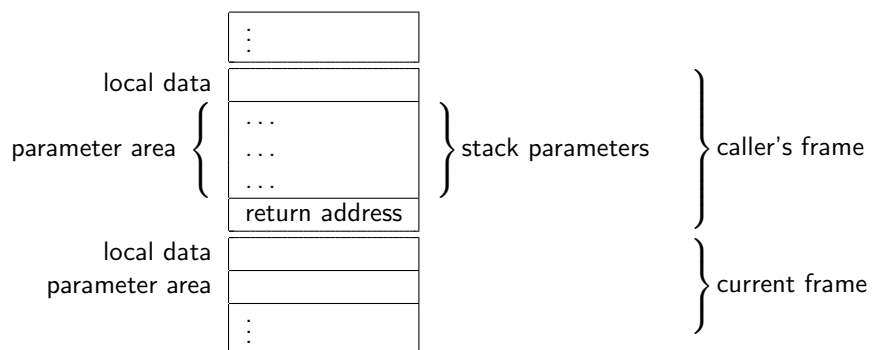 ⋮
local data
. . .
parameter area
. . .
stack parameters
caller's frame
. . .
return address
local data
parameter area
current frame
⋮